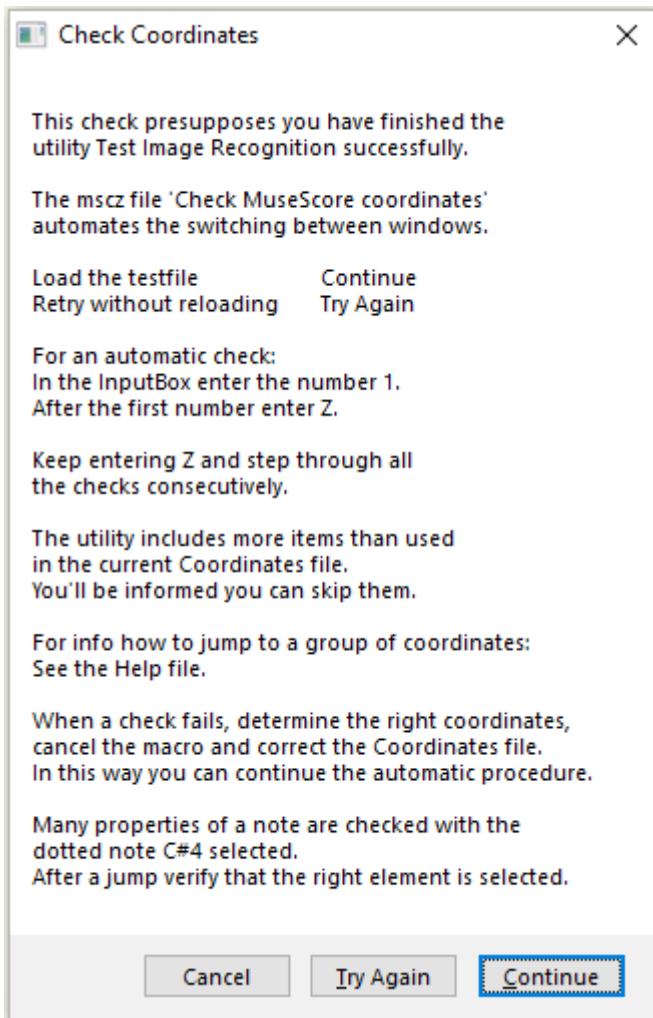 Check Coordinates
This check presupposes you have finished the
utility Test Image Recognition successfully.
The mscz file 'Check MuseScore coordinates'
automates the switching between windows.
Load the testfile Continue
Retry without reloading Try Again
For an automatic check:
In the InputBox enter the number 1.
After the first number enter Z.
Keep entering Z and step through all
the checks consecutively.
The utility includes more items than used
in the current Coordinates file.
You'll be informed you can skip them.
For info how to jump to a group of coordinates:
See the Help file.
When a check fails, determine the right coordinates,
cancel the macro and correct the Coordinates file.
In this way you can continue the automatic procedure.
Many properties of a note are checked with the
dotted note C#4 selected.
After a jump verify that the right element is selected.
Cancel Try Again Continue